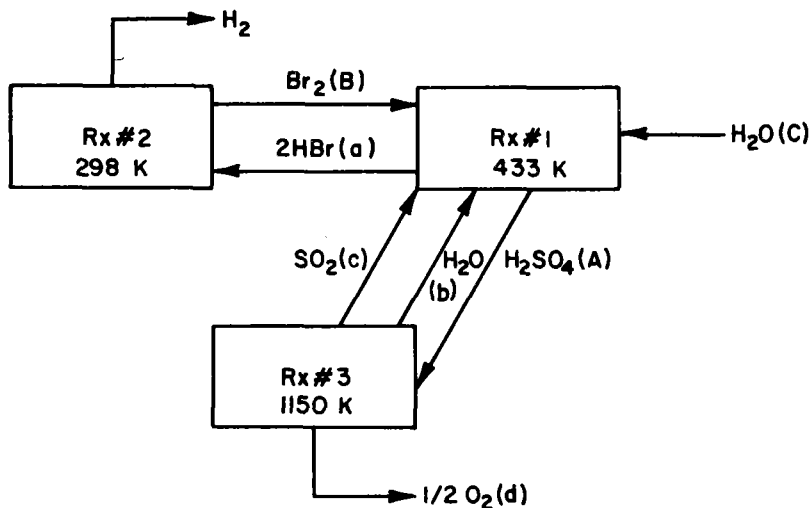 H₂
Br₂(B)
Rx#2
298 K
2HBr(a)
Rx#1
433 K
H₂O(C)
SO₂(c)
H₂O
(b)
H₂SO₄(A)
Rx#3
1150 K
1/2 O₂(d)